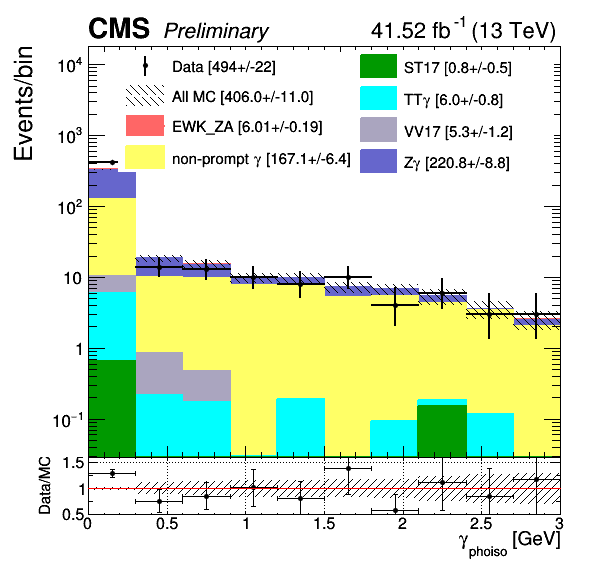 CMS Preliminary 41.52 fb⁻¹ (13 TeV)
Events/bin
10⁴
10³
10²
10
1
10⁻¹
Data [494+/-22]
All MC [406.0+/-11.0]
EWK_ZA [6.01+/-0.19]
non-prompt γ [167.1+/-6.4]
ST17 [0.8+/-0.5]
TTγ [6.0+/-0.8]
VV17 [5.3+/-1.2]
Zγ [220.8+/-8.8]
Data/MC
1.5
1
0.5
0 0.5 1 1.5 2 2.5 3
γ_phoiso [GeV]